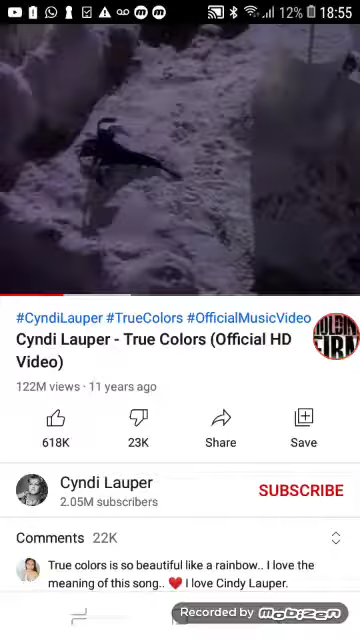 12% 18:55
#CyndiLauper #TrueColors #OfficialMusicVideo
Cyndi Lauper - True Colors (Official HD
Video)
122M views · 11 years ago
618K 23K Share Save
Cyndi Lauper
2.05M subscribers
SUBSCRIBE
Comments 22K
True colors is so beautiful like a rainbow.. I love the
meaning of this song.. ❤️ I love Cindy Lauper.
Recorded by mobizen